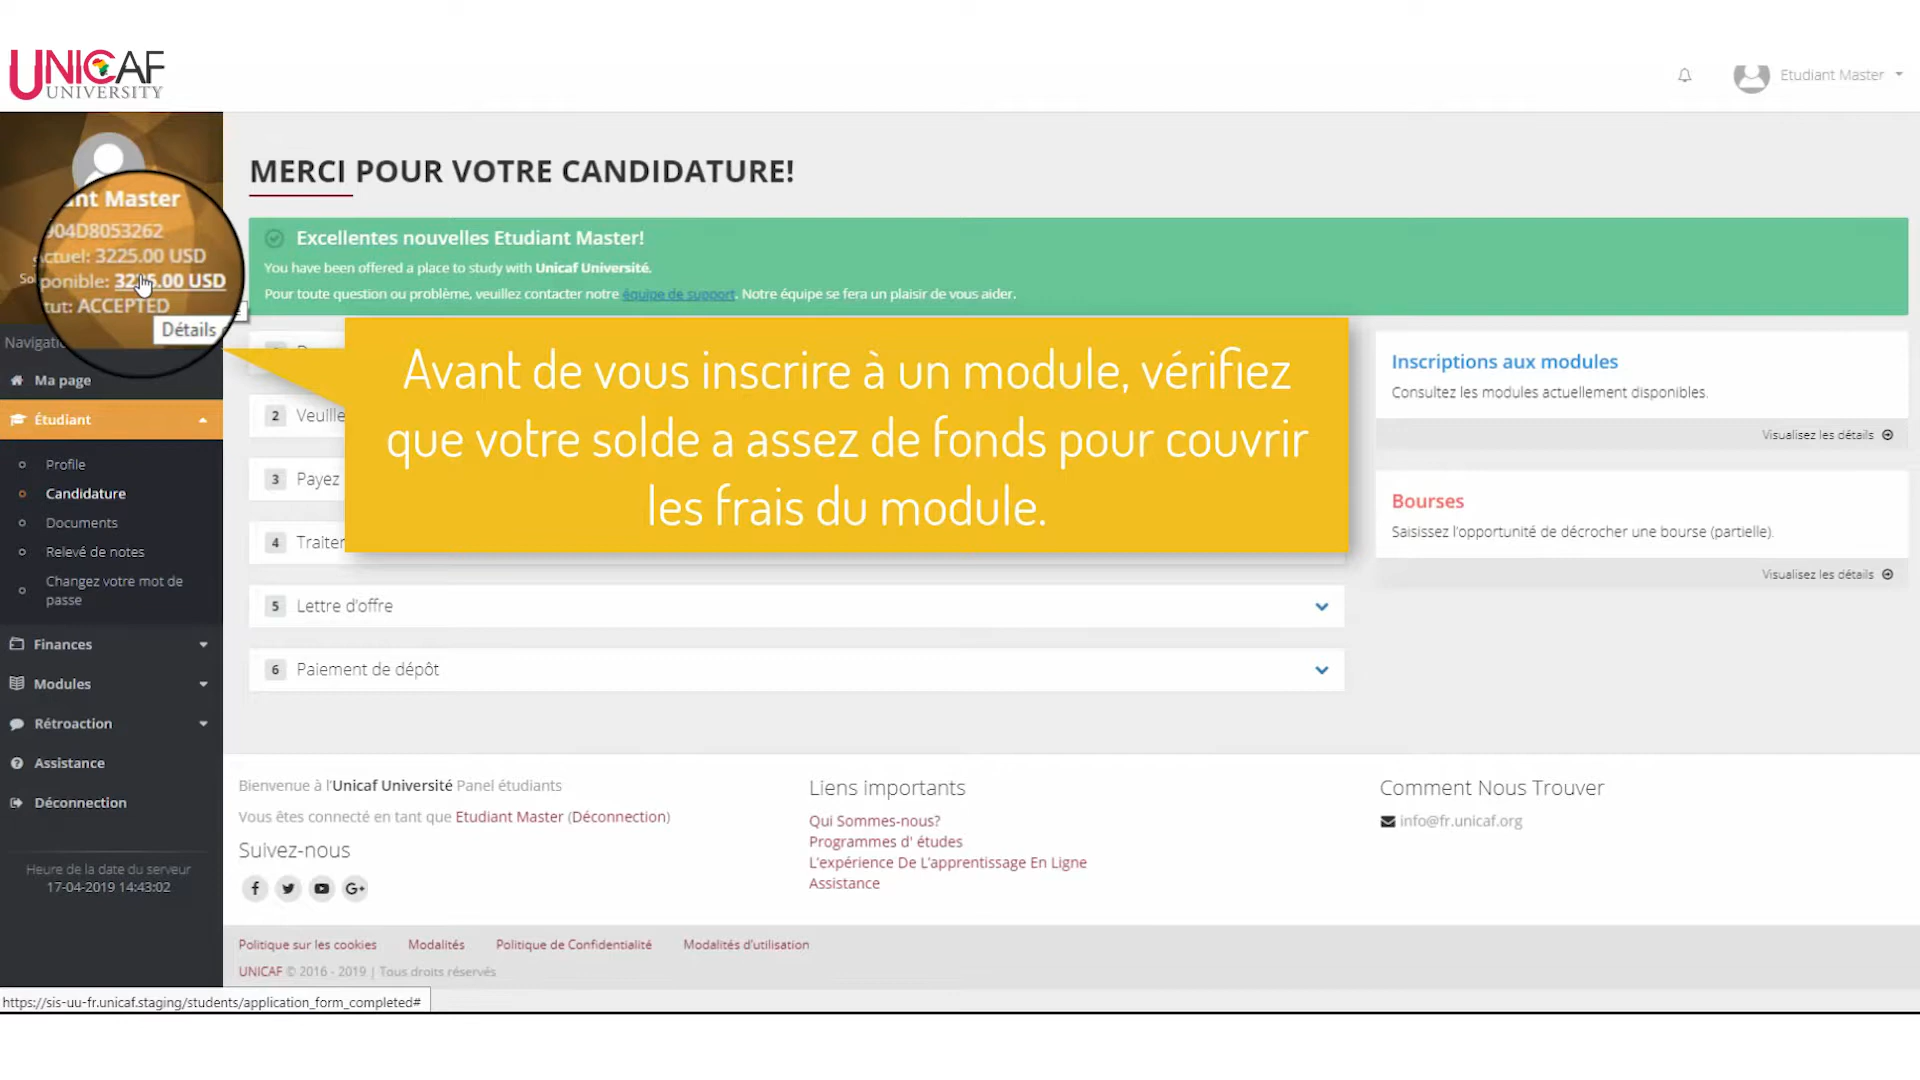 UNICAF
UNIVERSITY
Etudiant Master
nt Master
904D8053262
ctuel: 3225.00 USD
So
ponible: USD
tut: ACCEPTED
Détails
Navigati
Ma page
Étudiant
Profile
Candidature
Documents
Relevé de notes
Changez votre mot de
passe
Finances
Modules
Rétroaction
Assistance
Déconnection
Heure de la date du serveur
17-04-2019 14:43:02
MERCI POUR VOTRE CANDIDATURE!
Excellentes nouvelles Etudiant Master!
You have been offered a place to study with Unicaf Université.
Pour toute question ou problème, veuillez contacter notre équipe de support. Notre équipe se fera un plaisir de vous aider.
Avant de vous inscrire à un module, vérifiez
que votre solde a assez de fonds pour couvrir
les frais du module.
2 Veuille
3 Payez
4 Traiter
5 Lettre d'offre
6 Paiement de dépôt
Inscriptions aux modules
Consultez les modules actuellement disponibles.
Visualisez les détails
Bourses
Saisissez l'opportunité de décrocher une bourse (partielle).
Visualisez les détails
Bienvenue à l'Unicaf Université Panel étudiants
Vous êtes connecté en tant que Etudiant Master (Déconnection)
Suivez-nous
Liens importants
Qui Sommes-nous?
Programmes d' études
L'expérience De L'apprentissage En Ligne
Assistance
Comment Nous Trouver
info@fr.unicaf.org
Politique sur les cookies Modalités Politique de Confidentialité Modalités d'utilisation
UNICAF © 2016 - 2019 | Tous droits réservés
https://sis-uu-fr.unicaf.staging/students/application_form_completed#